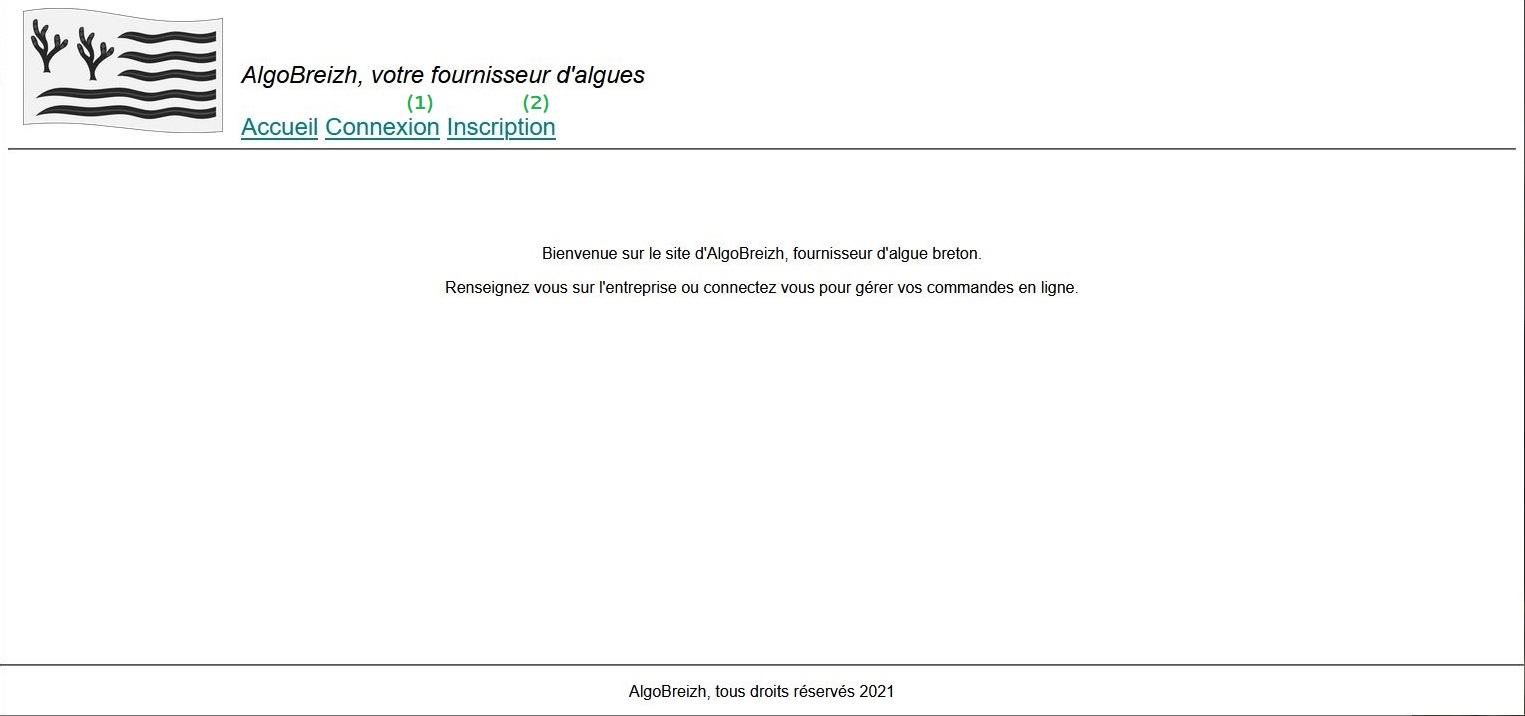 AlgoBreizh, votre fournisseur d'algues
(1) (2)
Accueil Connexion Inscription
Bienvenue sur le site d'AlgoBreizh, fournisseur d'algue breton.
Renseignez vous sur l'entreprise ou connectez vous pour gérer vos commandes en ligne.
AlgoBreizh, tous droits réservés 2021